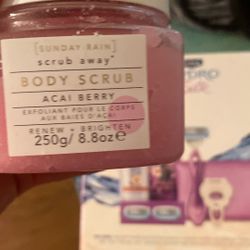 [SUNDAY RAIN]
scrub away*
BODY SCRUB
ACAI BERRY
EXFOLIANT POUR LE CORPS
AUX BAIES D'ACAI
RENEW + BRIGHTEN
250g/ 8.8oz℮